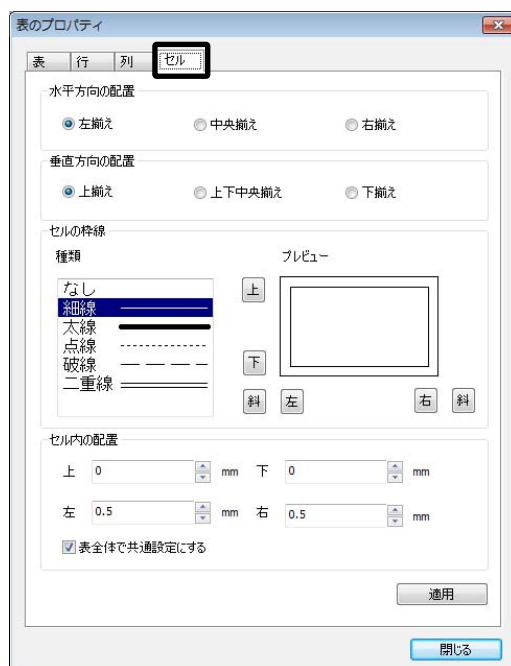 表のプロパティ
表 行 列 セル
水平方向の配置
左揃え 中央揃え 右揃え
垂直方向の配置
上揃え 上下中央揃え 下揃え
セルの枠線
種類 プレビュー
なし
細線
太線
点線
破線
二重線
上
下
斜 左 右 斜
セル内の配置
上 0 mm 下 0 mm
左 0.5 mm 右 0.5 mm
表全体で共通設定にする
適用
閉じる